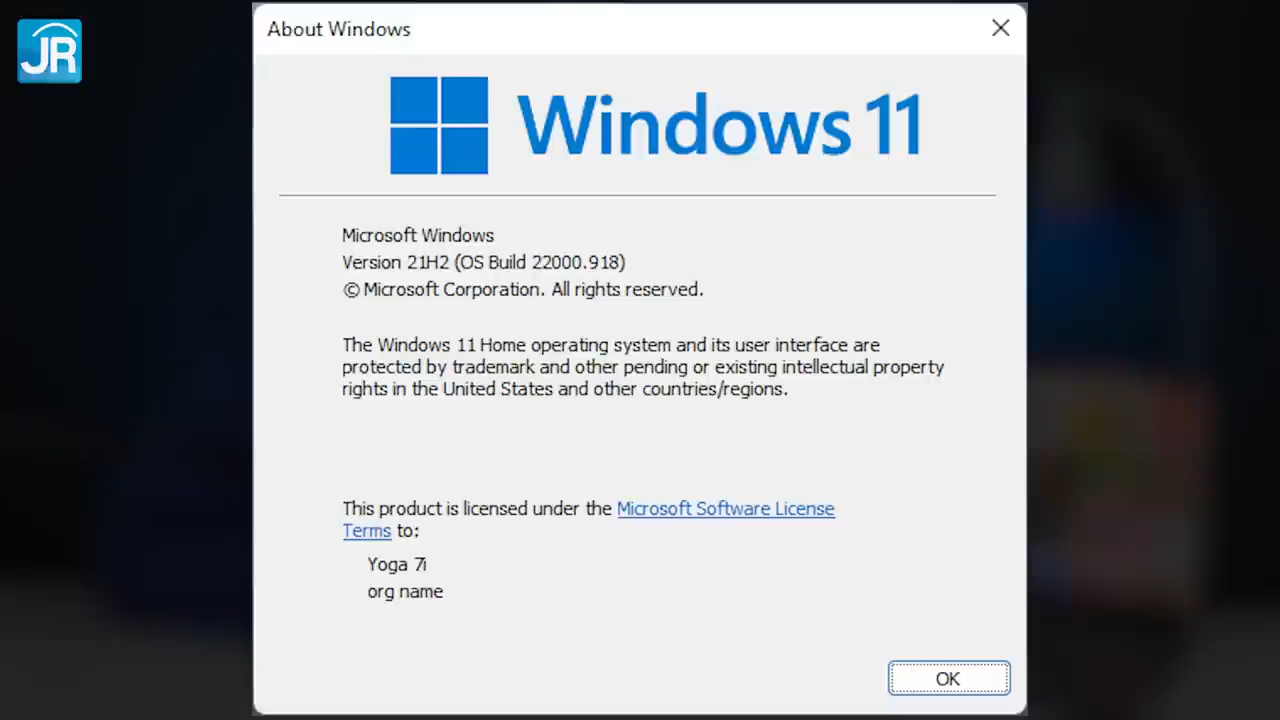 JR
About Windows
Windows 11
Microsoft Windows
Version 21H2 (OS Build 22000.918)
© Microsoft Corporation. All rights reserved.
The Windows 11 Home operating system and its user interface are
protected by trademark and other pending or existing intellectual property
rights in the United States and other countries/regions.
This product is licensed under the Microsoft Software License
Terms to:
Yoga 7i
org name
OK